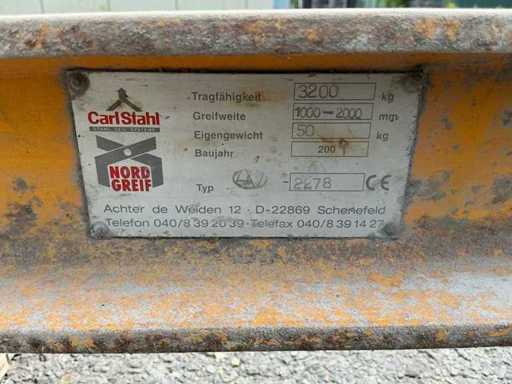 Carl Stahl
NORD
GREIF
Tragfähigkeit 3200 kg
Greifweite 1000-2000 mm
Eigengewicht 50 kg
Baujahr 200
Typ 2278 CE
Achter de Weiden 12 · D-22869 Schenefeld
Telefon 040/8 39 20 39 · Telefax 040/8 39 14 27